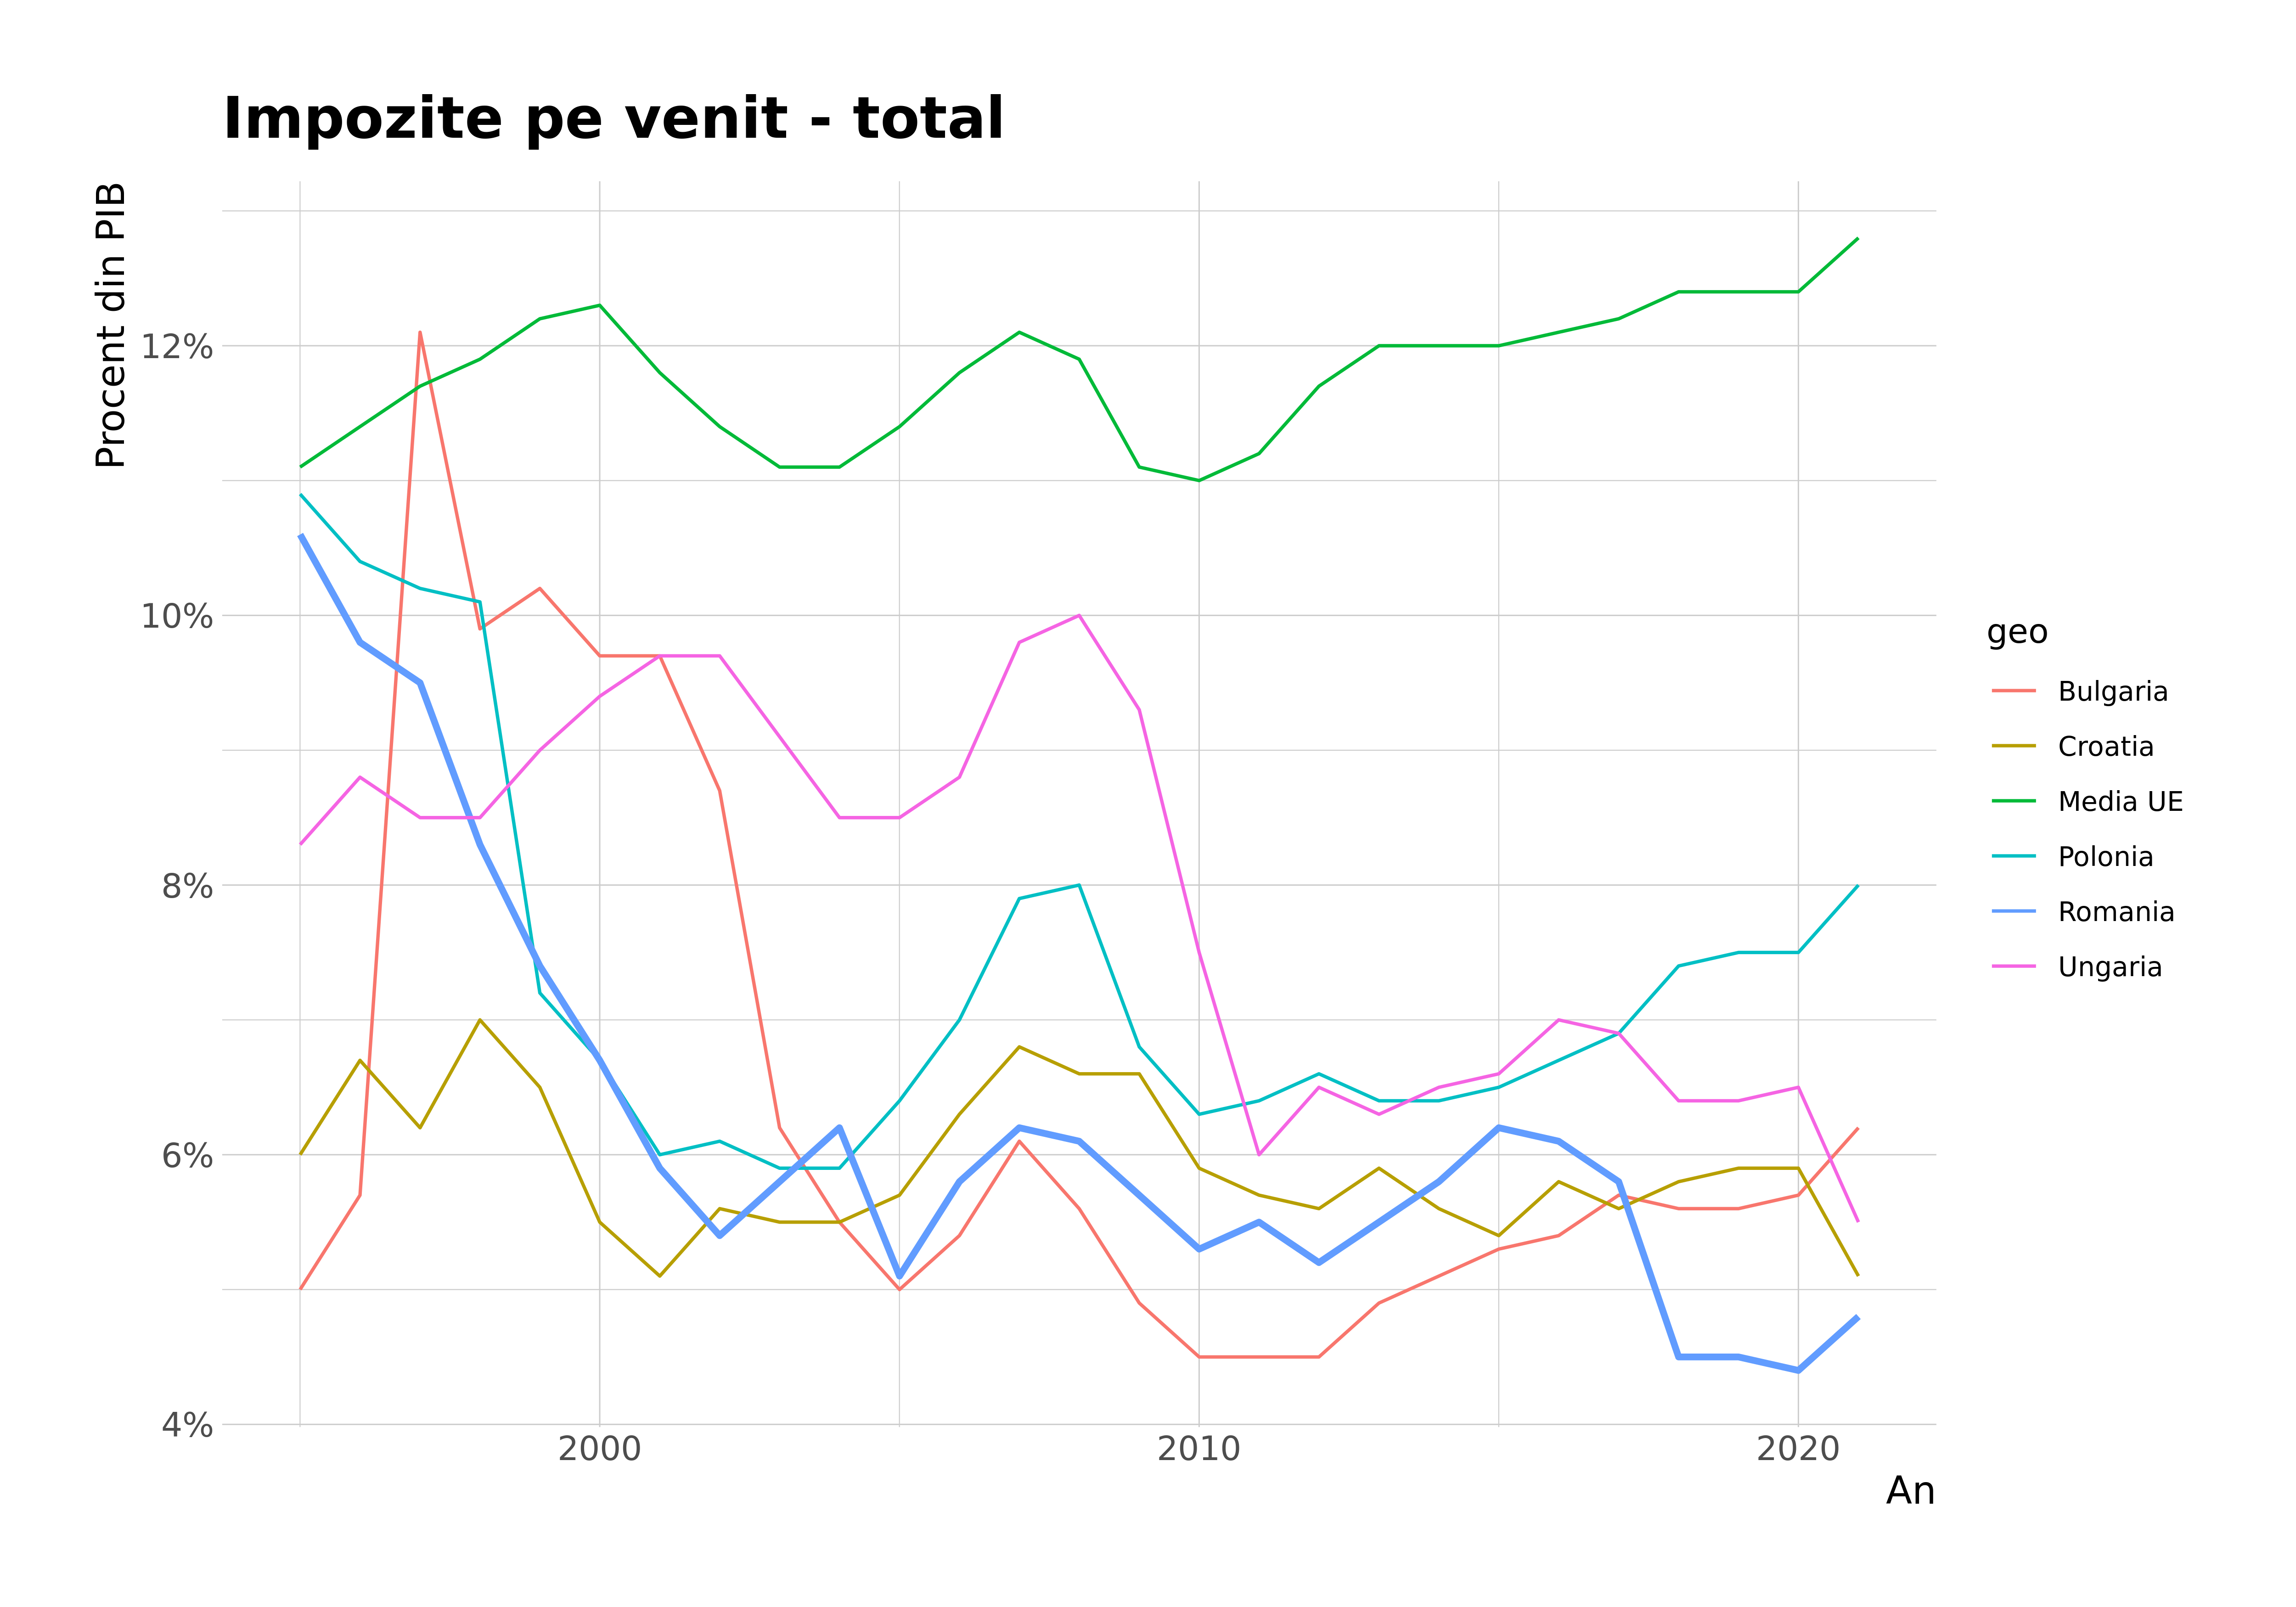 Impozite pe venit - total
Procent din PIB
12%
10%
8%
6%
4%
2000
2010
2020
An
geo
Bulgaria
Croatia
Media UE
Polonia
Romania
Ungaria